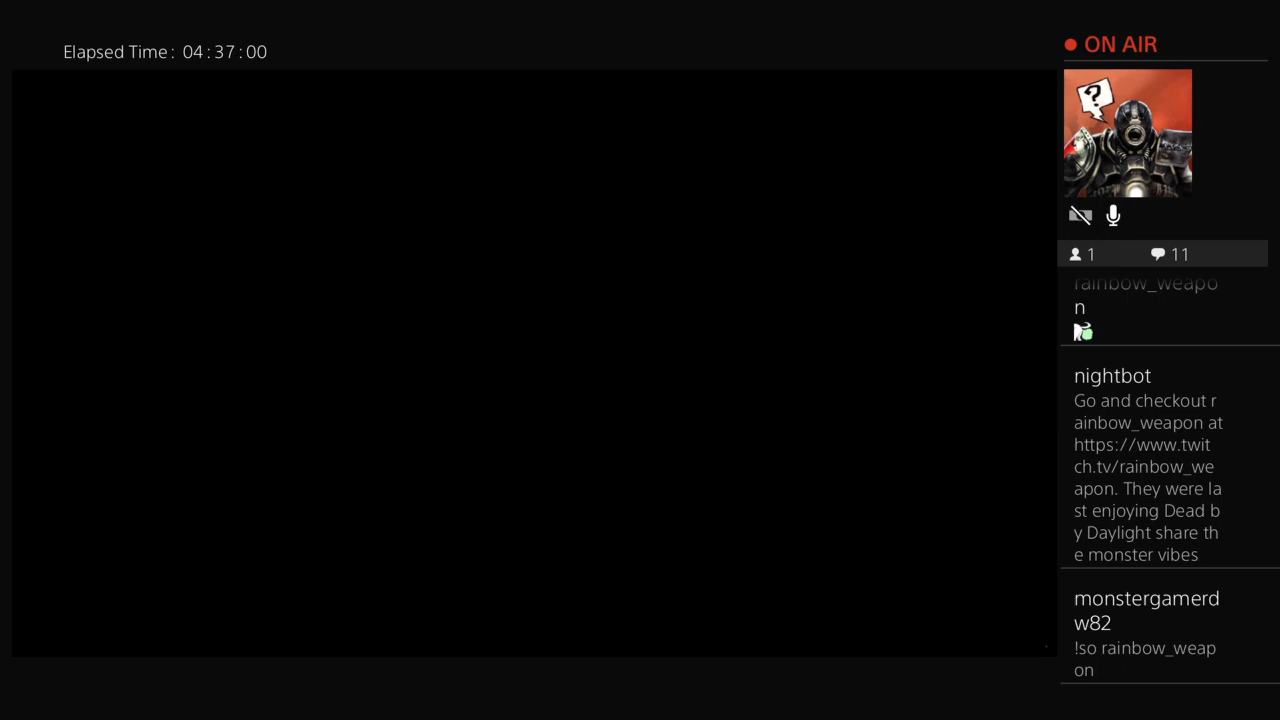 Elapsed Time: 04:37:00
ON AIR
?
1 11
rainbow_weapo
n
nightbot
Go and checkout r
ainbow_weapon at
https://www.twit
ch.tv/rainbow_we
apon. They were la
st enjoying Dead b
y Daylight share th
e monster vibes
monstergamerd
w82
!so rainbow_weap
on